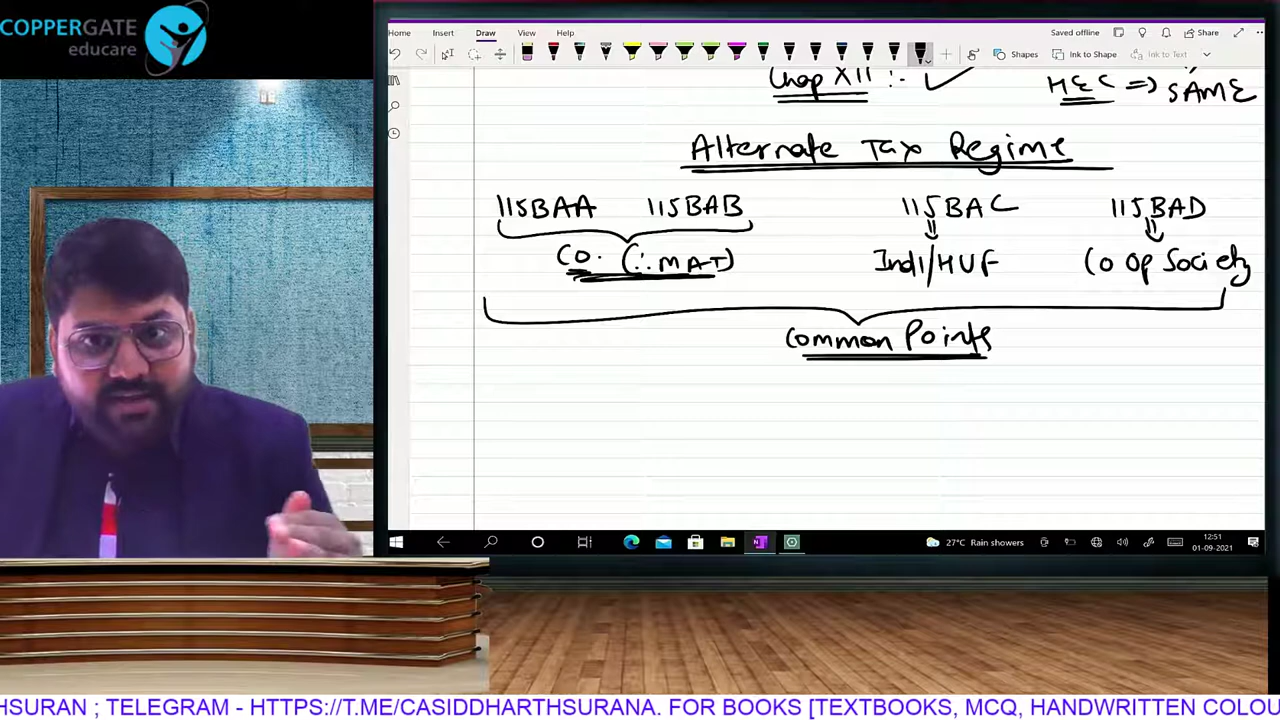 COPPERGATE
educare
Home Insert Draw View Help Saved offline Share
Shapes Ink to Shape Ink to Text
Chap XII :-
HEC => SAME
Alternate Tax Regime
115BAA 115BAB 115BAC 115BAD
Co. (∴ MAT) Indi/HUF Co Op Society
Common Points
27°C Rain showers
12:51
01-09-2021
HSURAN ; TELEGRAM - HTTPS://T.ME/CASIDDHARTHSURANA. FOR BOOKS [TEXTBOOKS, MCQ, HANDWRITTEN COLOU